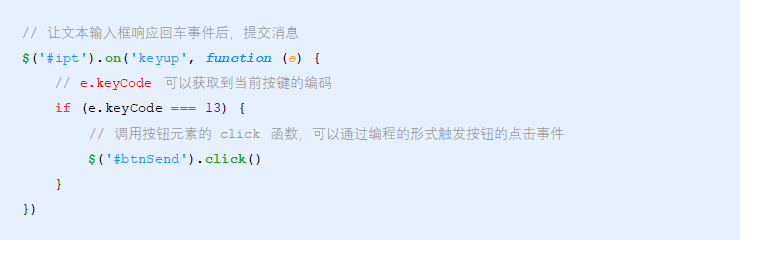 // 让文本输入框响应回车事件后，提交消息
$('#ipt').on('keyup', function (e) {
    // e.keyCode 可以获取到当前按键的编码
    if (e.keyCode === 13) {
        // 调用按钮元素的 click 函数，可以通过编程的形式触发按钮的点击事件
        $('#btnSend').click()
    }
})